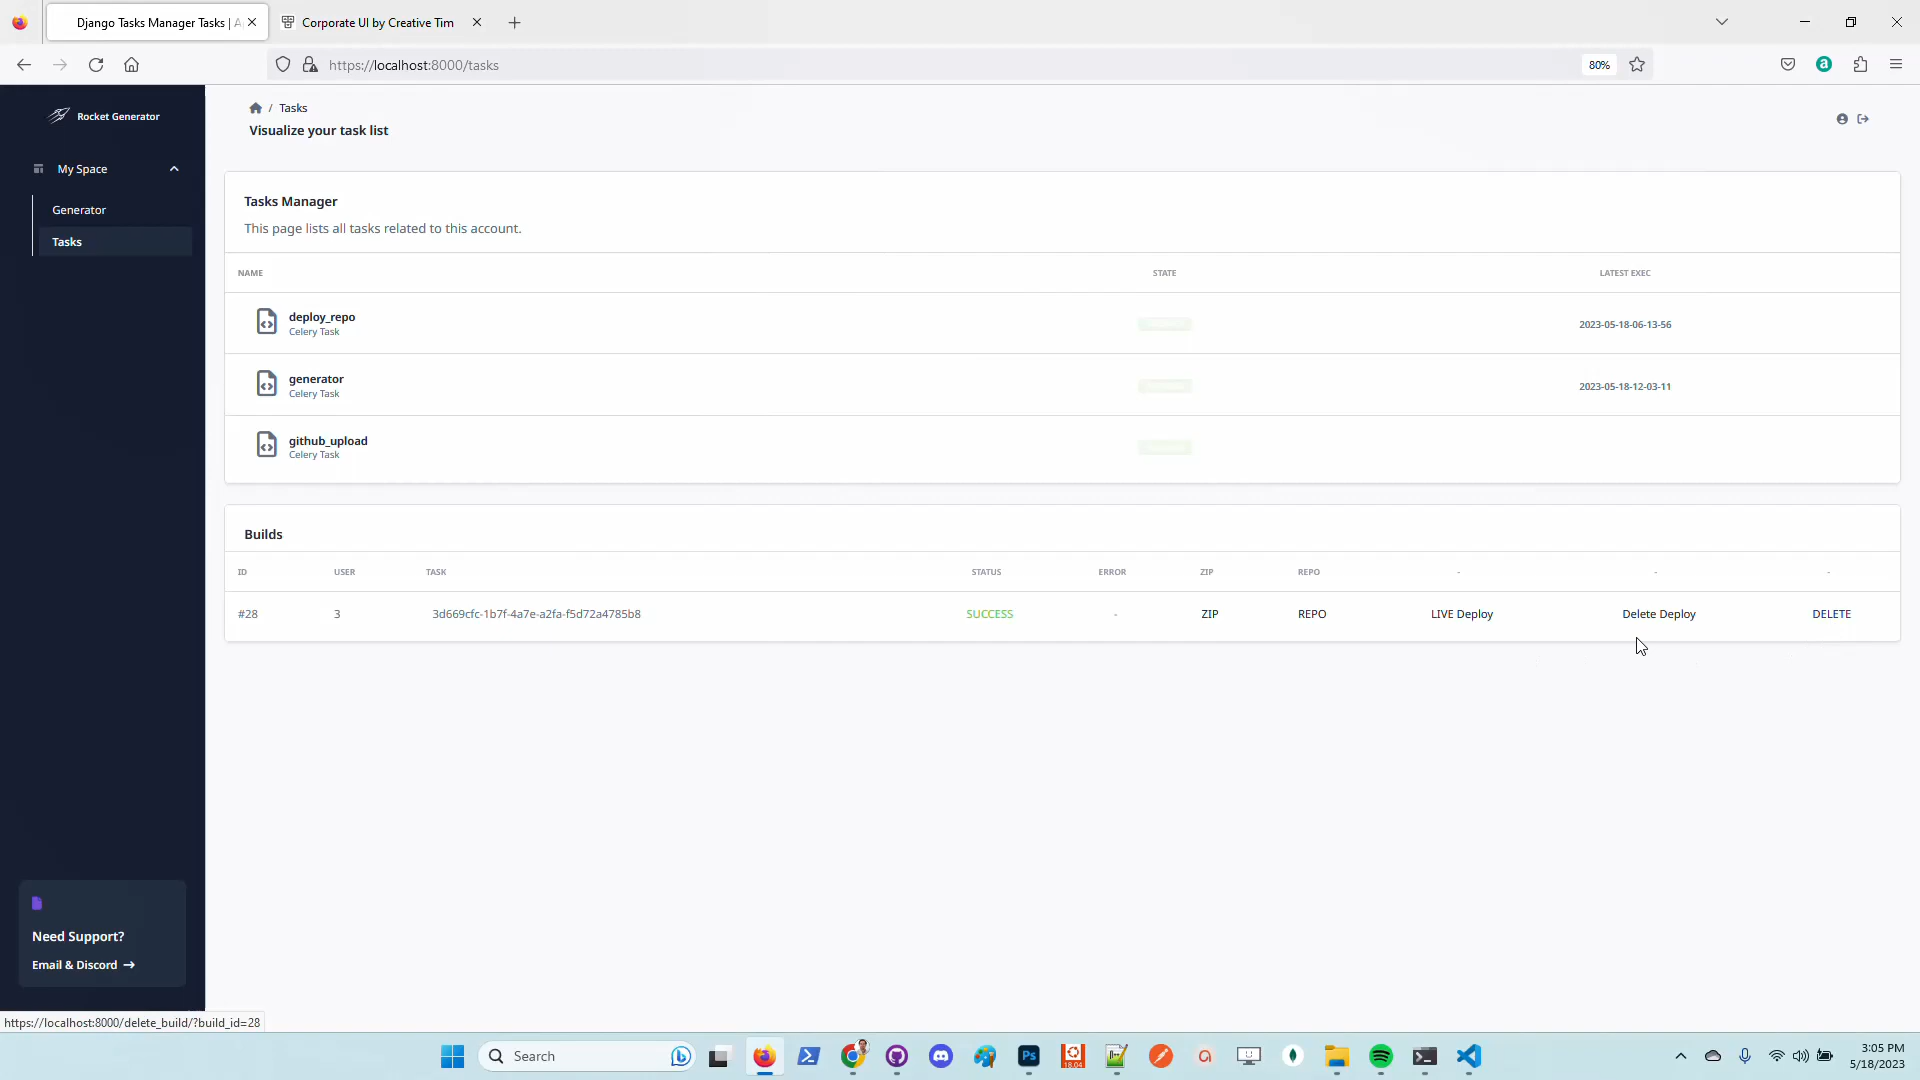 Django Tasks Manager Tasks |
Corporate UI by Creative Tim
https://localhost:8000/tasks
80%
Rocket Generator
/ Tasks
Visualize your task list
My Space
Generator
Tasks
Tasks Manager
This page lists all tasks related to this account.
NAME STATE LATEST EXEC
deploy_repo
Celery Task
2023-05-18-06-13-56
generator
Celery Task
2023-05-18-12-03-11
github_upload
Celery Task
Builds
ID USER TASK STATUS ERROR ZIP REPO - - -
#28 3 3d669cfc-1b7f-4a7e-a2fa-f5d72a4785b8 SUCCESS - ZIP REPO LIVE Deploy Delete Deploy DELETE
Need Support?
Email & Discord →
https://localhost:8000/delete_build/?build_id=28
Search
Ps
18.04
3:05 PM
5/18/2023